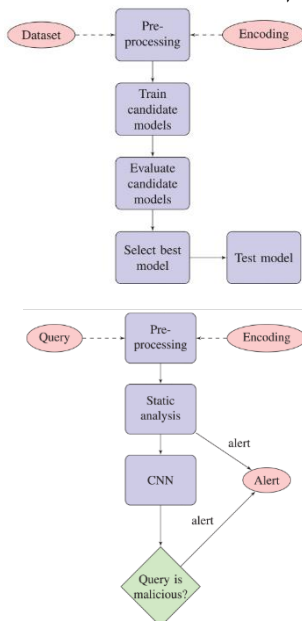 Dataset
Pre-
processing
Encoding
Train
candidate
models
Evaluate
candidate
models
Select best
model
Test model
Query
Pre-
processing
Encoding
Static
analysis
alert
CNN
Alert
alert
Query is
malicious?